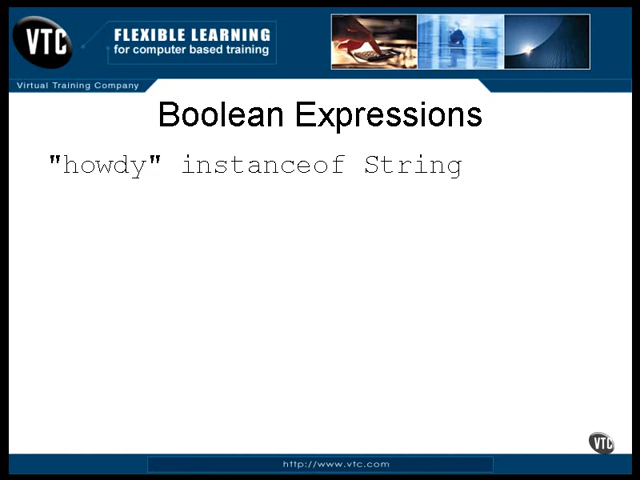 VTC
FLEXIBLE LEARNING
for computer based training
Virtual Training Company
Boolean Expressions
"howdy" instanceof String
VTC
http://www.vtc.com